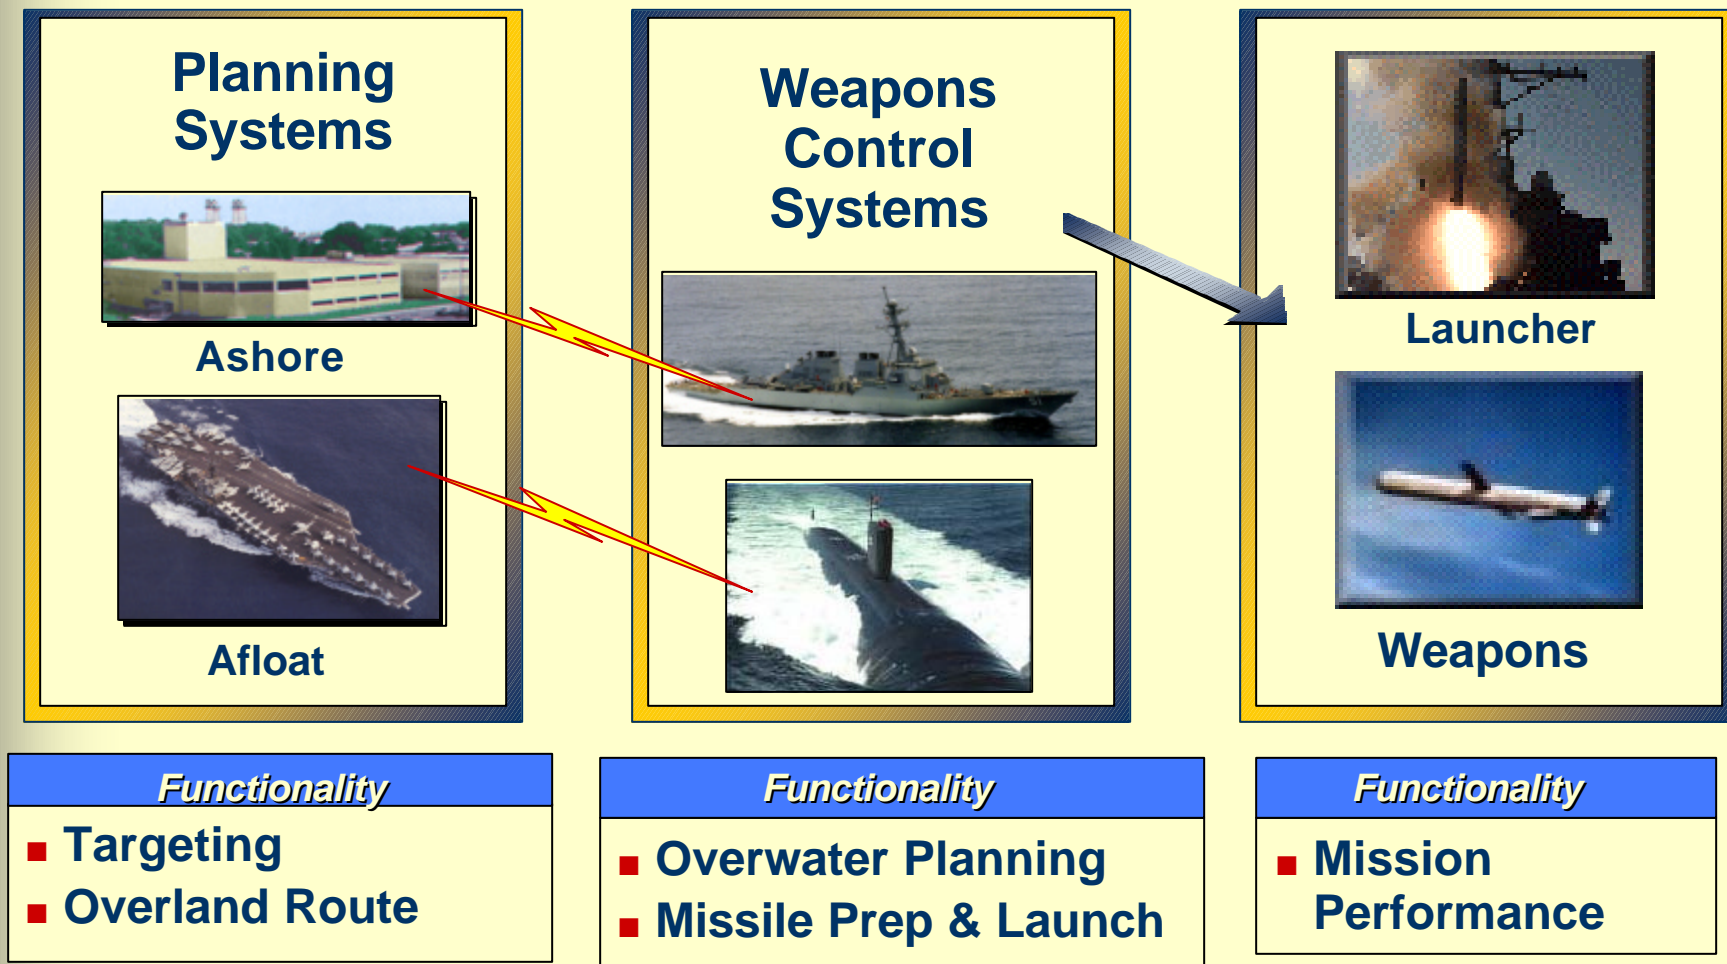 Planning
Systems
Ashore
Afloat
Weapons
Control
Systems
Launcher
Weapons
Functionality
■ Targeting
■ Overland Route
Functionality
■ Overwater Planning
■ Missile Prep & Launch
Functionality
■ Mission
Performance